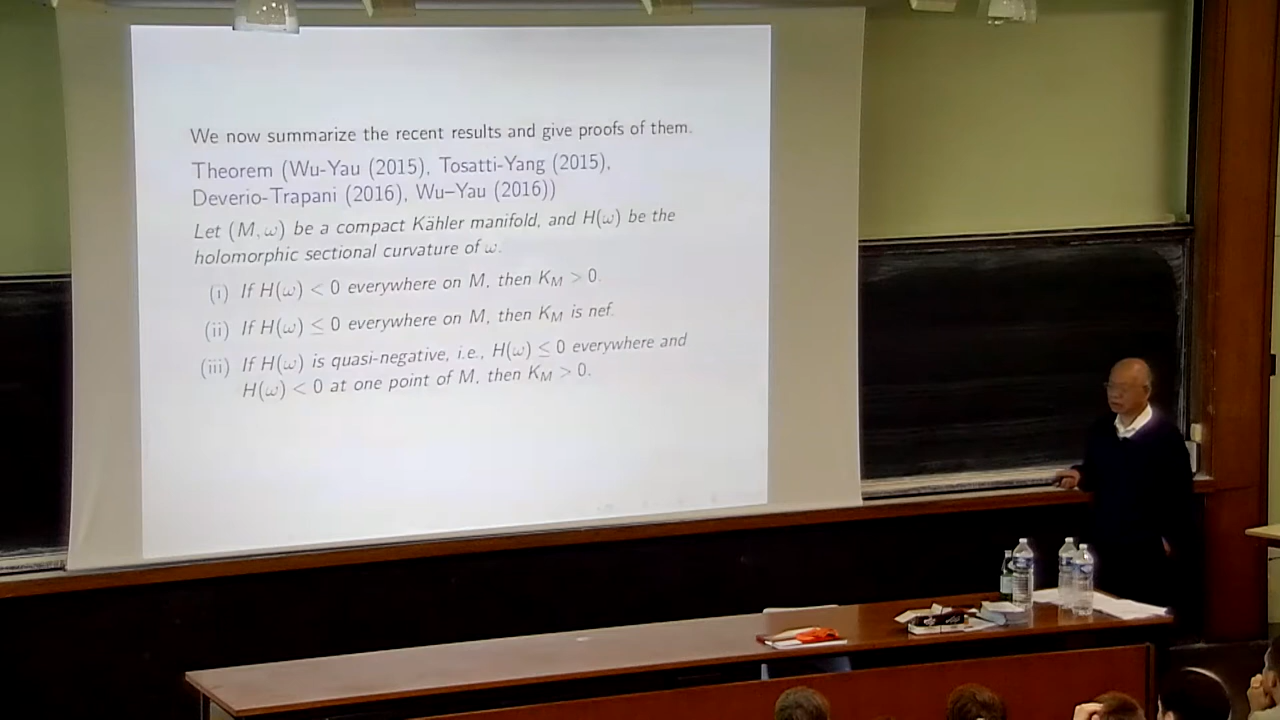 We now summarize the recent results and give proofs of them.
Theorem (Wu-Yau (2015), Tosatti-Yang (2015),
Deverio-Trapani (2016), Wu–Yau (2016))
Let (M, ω) be a compact Kähler manifold, and H(ω) be the
holomorphic sectional curvature of ω.
(i) If H(ω) < 0 everywhere on M, then K_M > 0.
(ii) If H(ω) ≤ 0 everywhere on M, then K_M is nef.
(iii) If H(ω) is quasi-negative, i.e., H(ω) ≤ 0 everywhere and
H(ω) < 0 at one point of M, then K_M > 0.